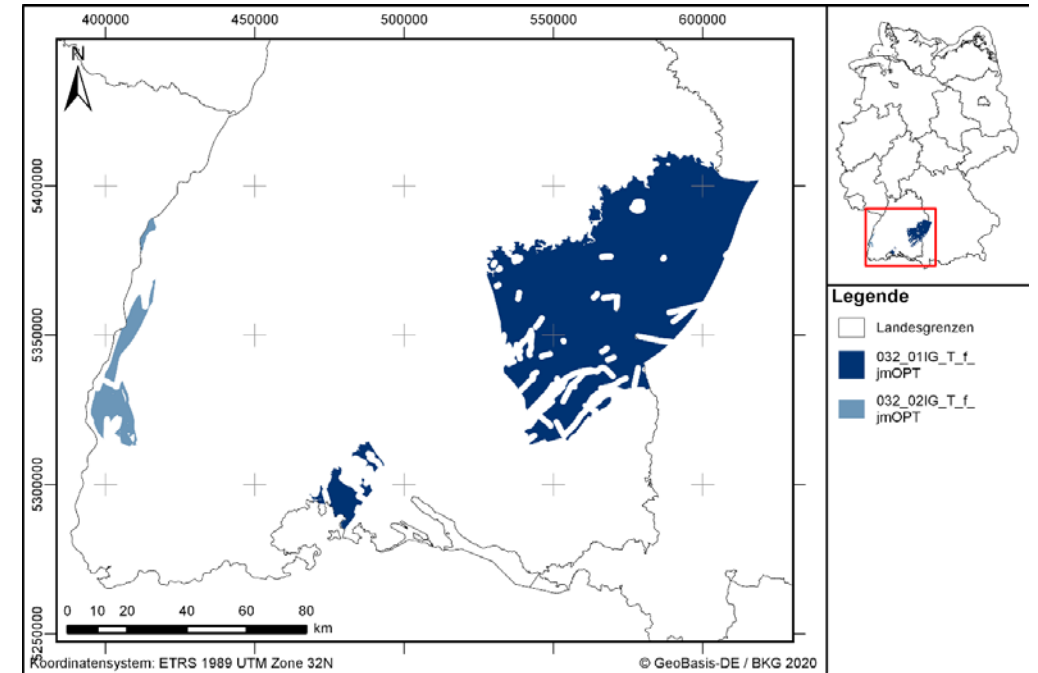 400000 450000 500000 550000 600000
N
5400000
5350000
5300000
5250000
0 10 20 40 60 80
km
Koordinatensystem: ETRS 1989 UTM Zone 32N
© GeoBasis-DE / BKG 2020
Legende
Landesgrenzen
032_01IG_T_f_
jmOPT
032_02IG_T_f_
jmOPT